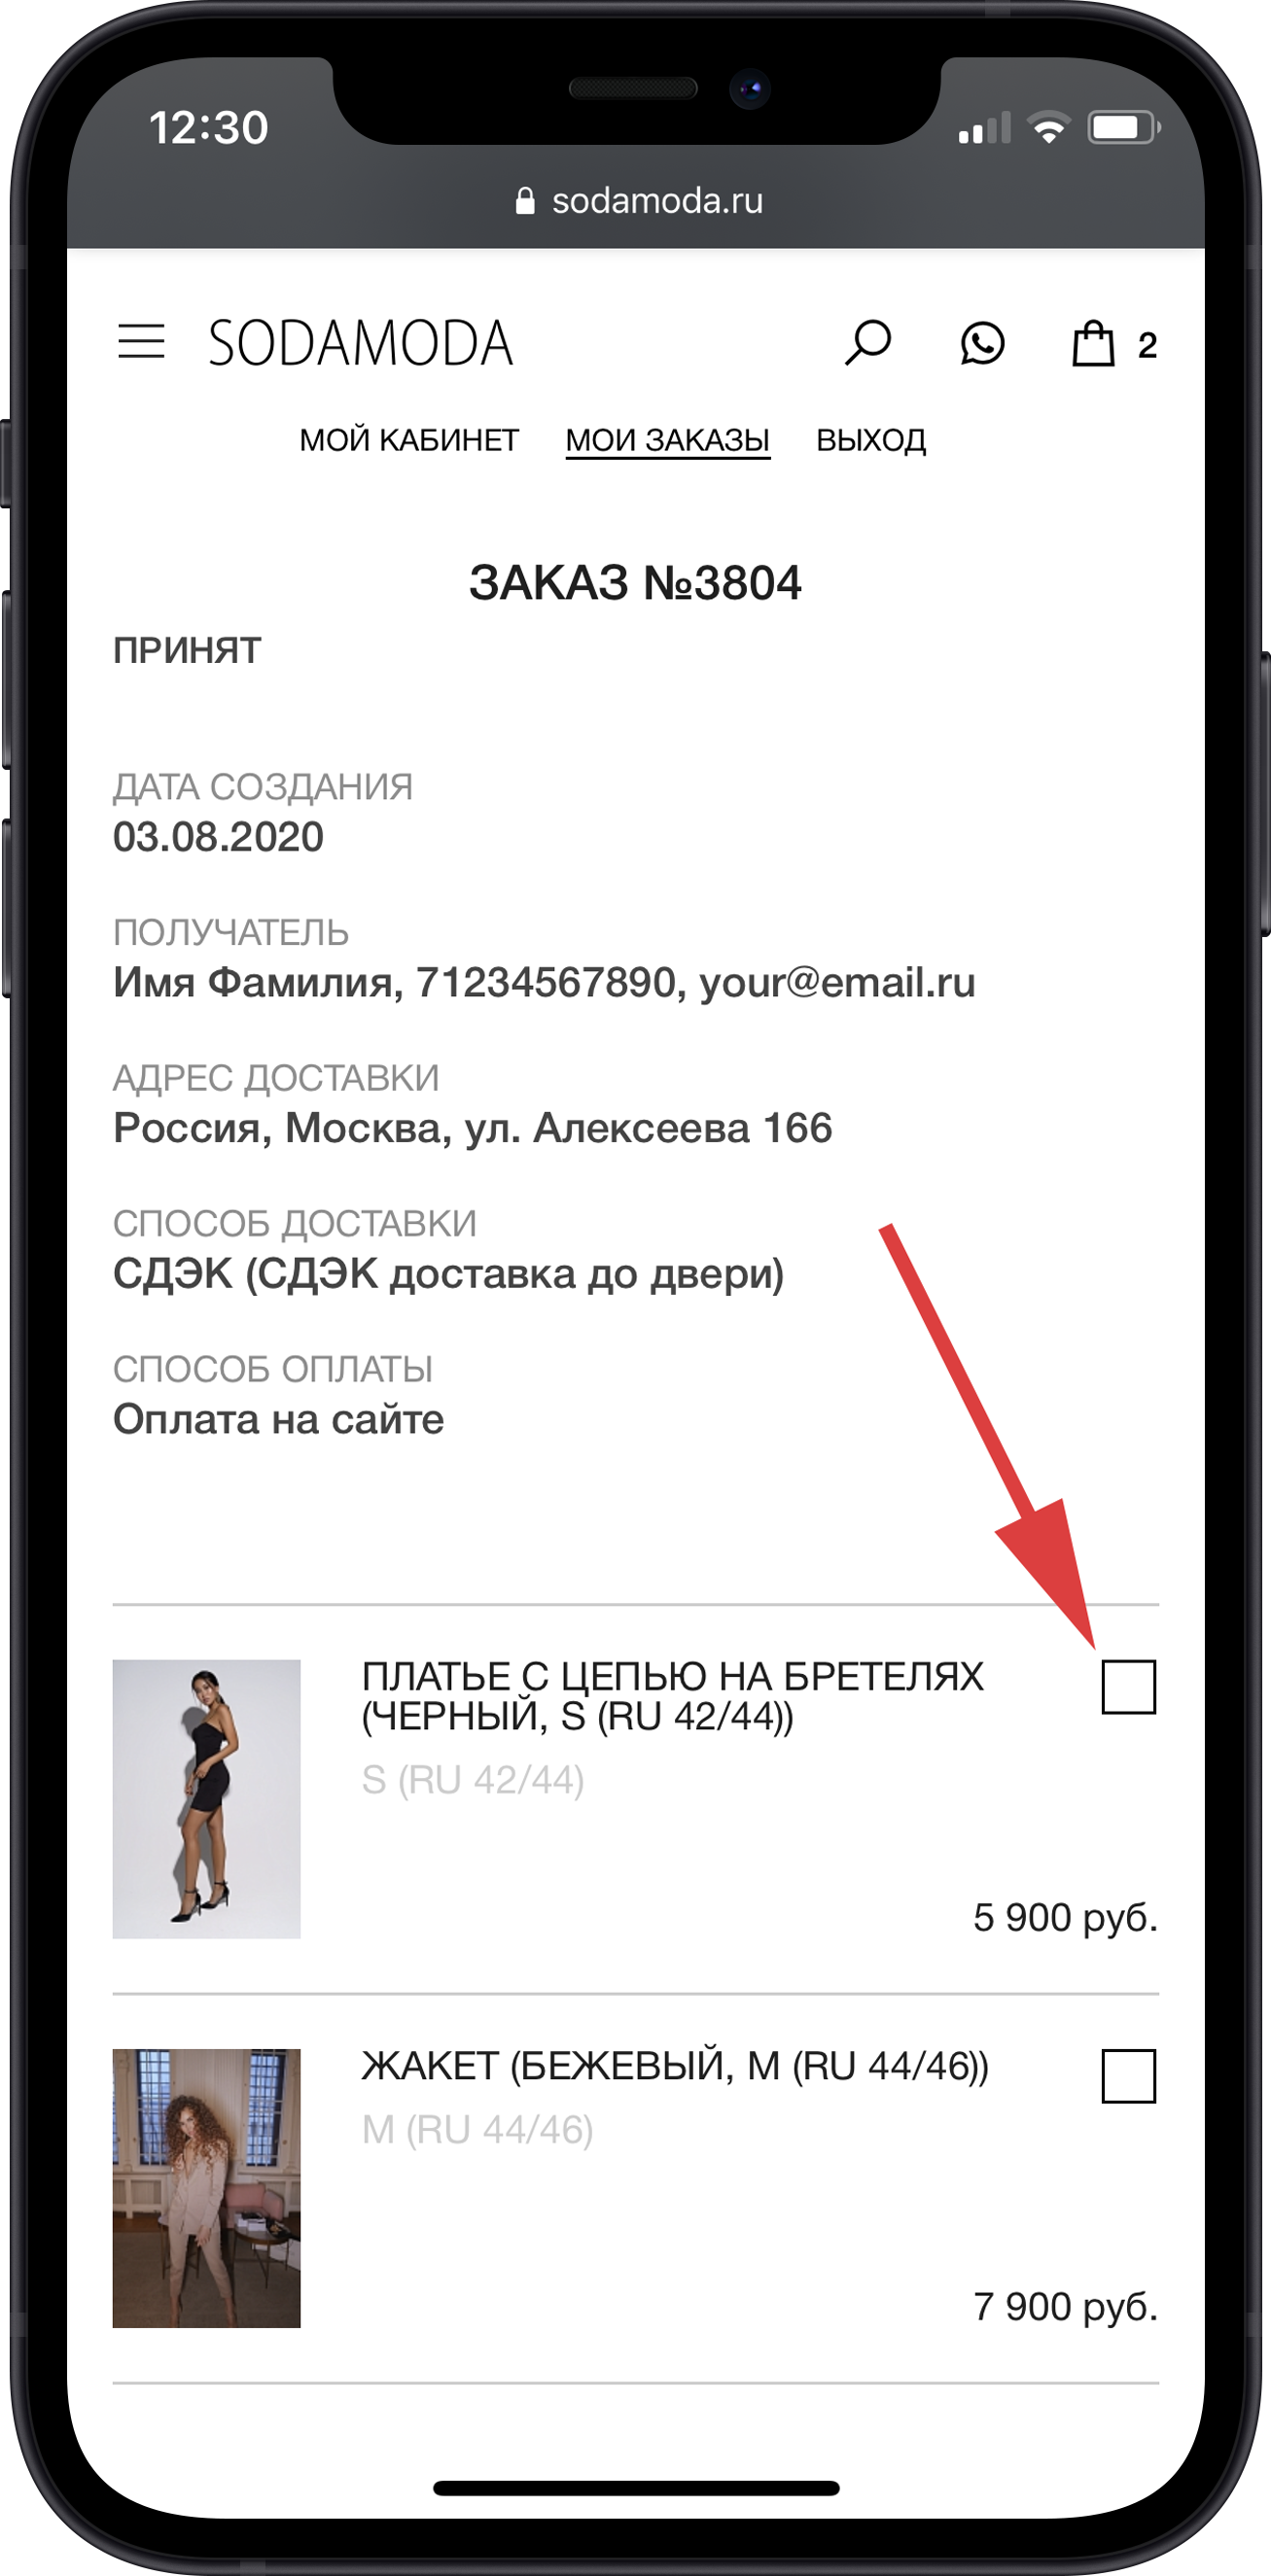 12:30
sodamoda.ru
SODAMODA
2
МОЙ КАБИНЕТ МОИ ЗАКАЗЫ ВЫХОД
ЗАКАЗ №3804
ПРИНЯТ
ДАТА СОЗДАНИЯ
03.08.2020
ПОЛУЧАТЕЛЬ
Имя Фамилия, 71234567890, your@email.ru
АДРЕС ДОСТАВКИ
Россия, Москва, ул. Алексеева 166
СПОСОБ ДОСТАВКИ
СДЭК (СДЭК доставка до двери)
СПОСОБ ОПЛАТЫ
Оплата на сайте
ПЛАТЬЕ С ЦЕПЬЮ НА БРЕТЕЛЯХ
(ЧЕРНЫЙ, S (RU 42/44))
S (RU 42/44)
5 900 руб.
ЖАКЕТ (БЕЖЕВЫЙ, M (RU 44/46))
M (RU 44/46)
7 900 руб.